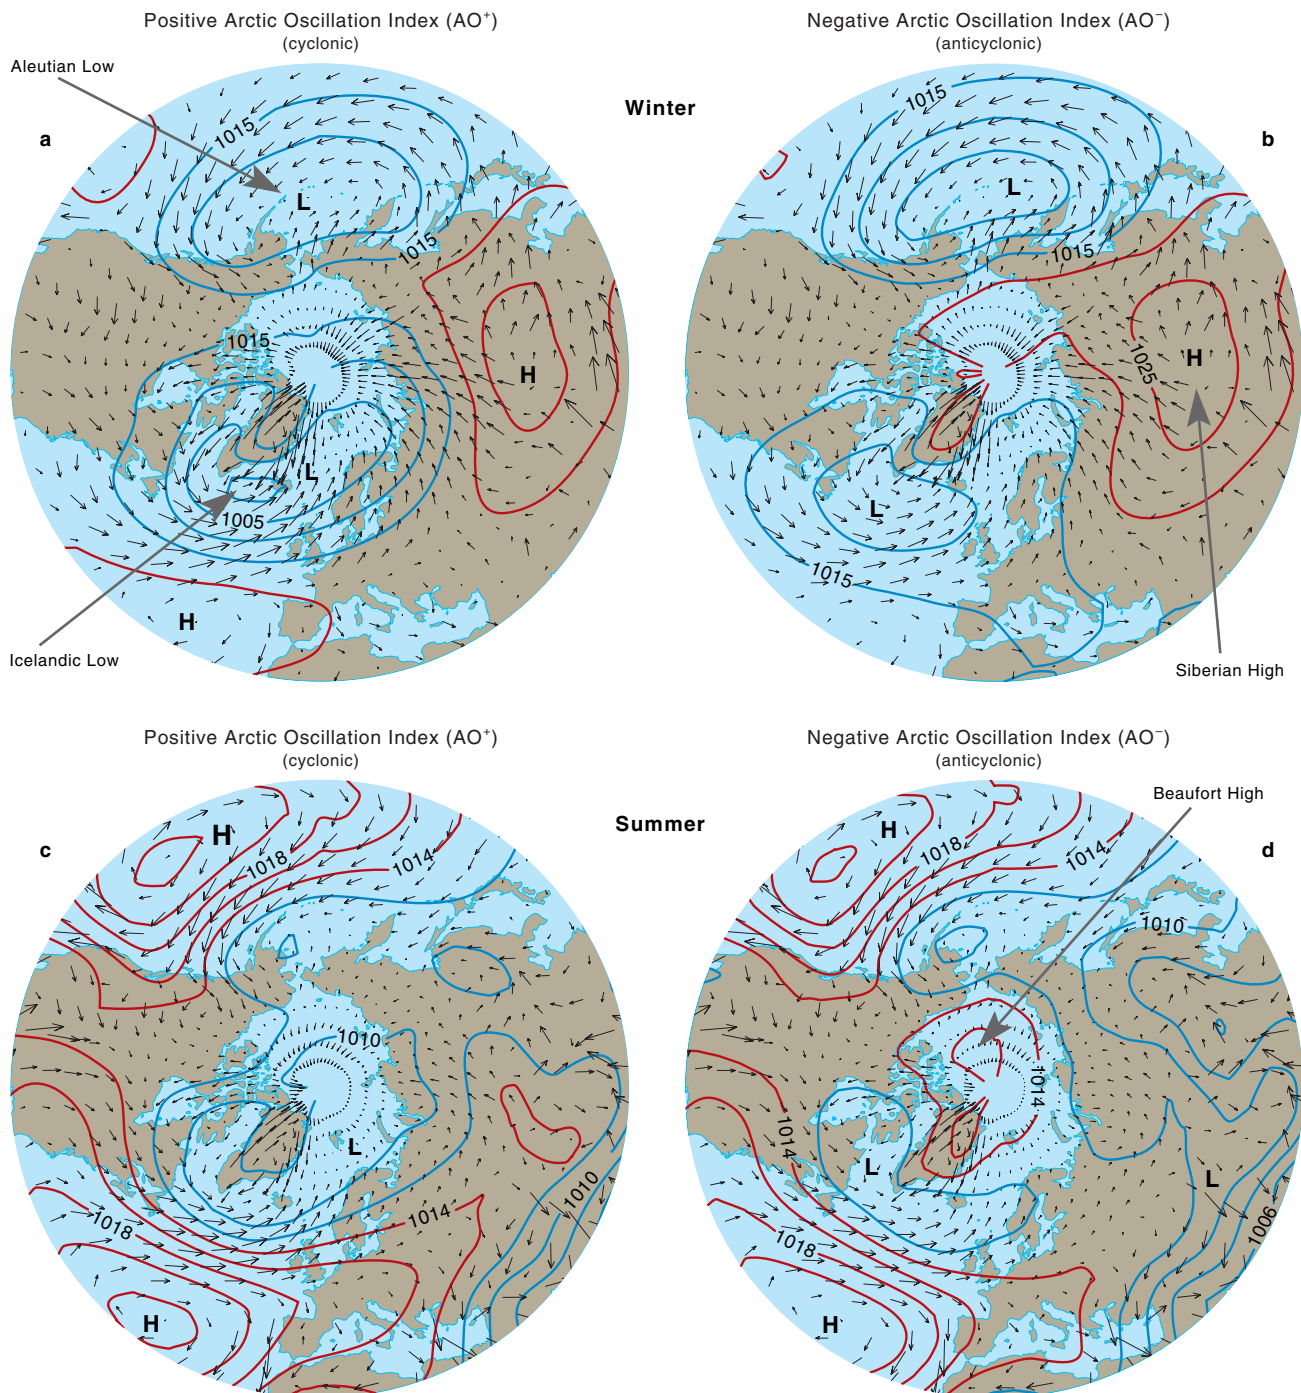 Positive Arctic Oscillation Index (AO⁺)
(cyclonic)
Negative Arctic Oscillation Index (AO⁻)
(anticyclonic)
Aleutian Low
Winter
a
b
1015
1015
L
L
1015
1015
1015
H
H
1025
L
L
1005
1015
H
Icelandic Low
Siberian High
Positive Arctic Oscillation Index (AO⁺)
(cyclonic)
Negative Arctic Oscillation Index (AO⁻)
(anticyclonic)
Beaufort High
Summer
c
d
H
H
1018
1014
1018
1014
1010
1010
1014
1014
L
L
L
1010
1014
1006
1018
1018
H
H